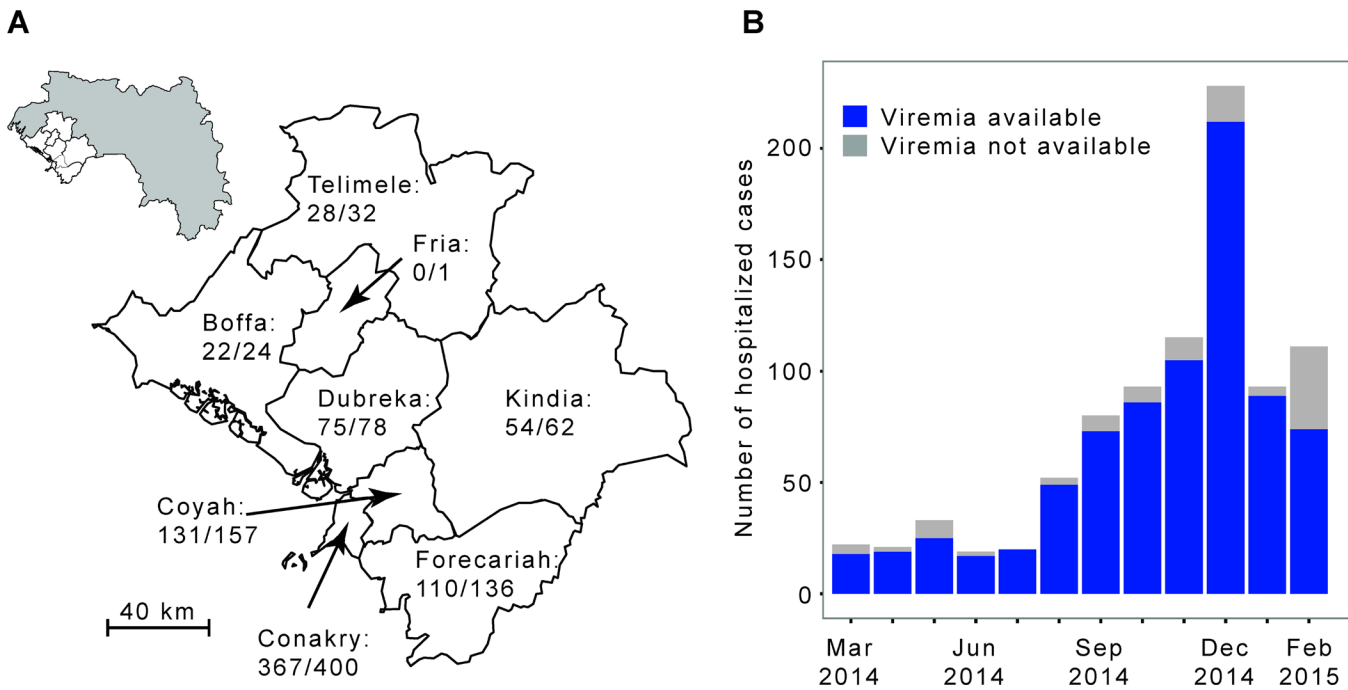 A
Telimele:
28/32
Fria:
0/1
Boffa:
22/24
Dubreka:
75/78
Kindia:
54/62
Coyah:
131/157
Forecariah:
110/136
40 km
Conakry:
367/400
B
Viremia available
Viremia not available
Number of hospitalized cases
200
150
100
50
0
Mar
2014
Jun
2014
Sep
2014
Dec
2014
Feb
2015